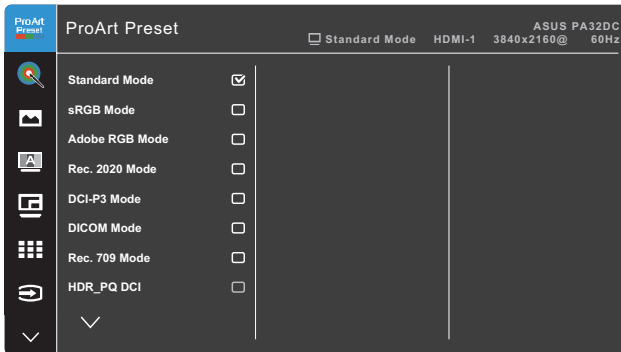 ProArt
Preset
ProArt Preset
ASUS PA32DC
Standard Mode HDMI-1 3840x2160@ 60Hz
Standard Mode
sRGB Mode
Adobe RGB Mode
A
Rec. 2020 Mode
DCI-P3 Mode
DICOM Mode
Rec. 709 Mode
HDR_PQ DCI